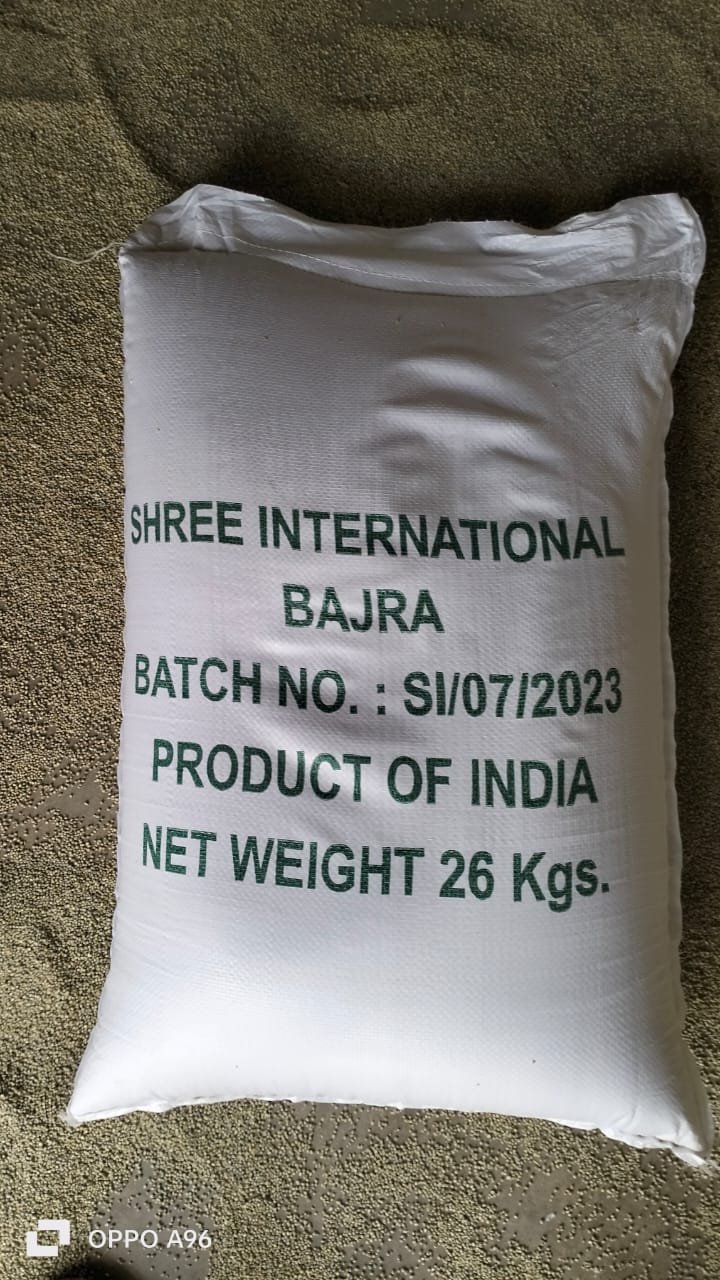 SHREE INTERNATIONAL
BAJRA
BATCH NO. : SI/07/2023
PRODUCT OF INDIA
NET WEIGHT 26 Kgs.
OPPO A96